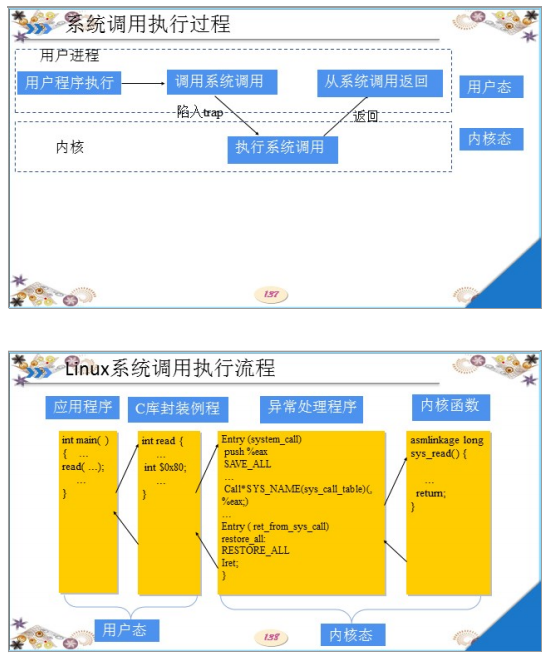 系统调用执行过程
用户进程
用户程序执行
调用系统调用
从系统调用返回
用户态
陷入trap
返回
内核
执行系统调用
内核态
137
Linux系统调用执行流程
应用程序
C库封装例程
异常处理程序
内核函数
int main( )
{ …
read( …);
…
}
int read {
…
int $0x80;
…
}
Entry (system_call)
push %eax
SAVE_ALL
…
Call*SYS_NAME(sys_call_table)(,
%eax;)
…
Entry ( ret_from_sys_call)
restore_all:
RESTORE_ALL
Iret;
}
asmlinkage long
sys_read() {
…
return;
}
用户态
138
内核态